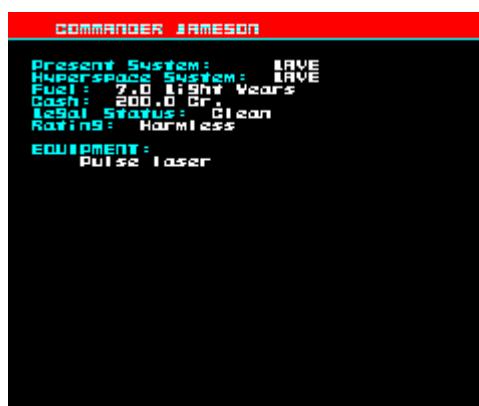 COMMANDER JAMESON
Present System: LAVE
Hyperspace System: LAVE
Fuel: 7.0 Light Years
Cash: 200.0 Cr.
Legal Status: Clean
Rating: Harmless
EQUIPMENT:
Pulse laser